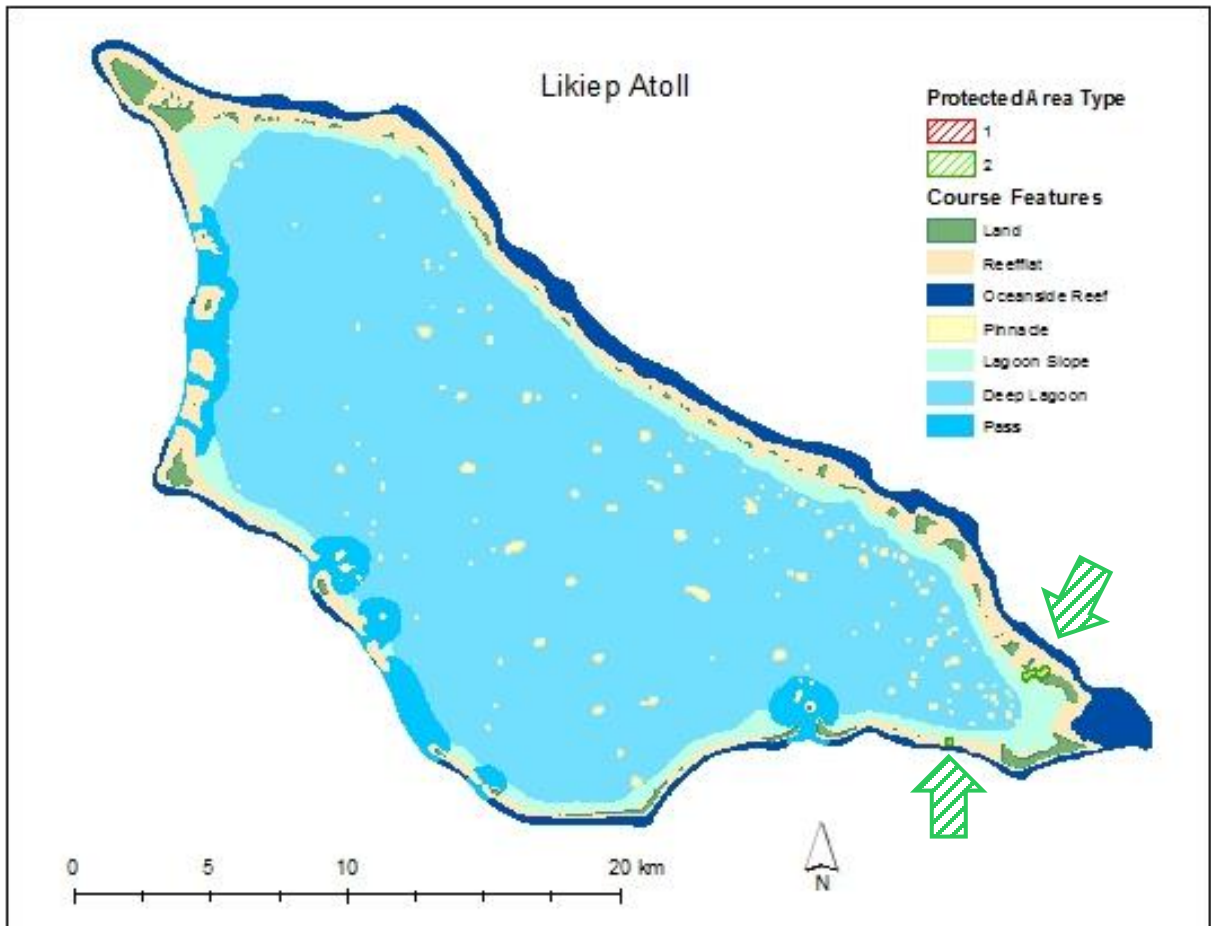 Likiep Atoll
Protected Area Type
1
2
Course Features
Land
Reefflat
Oceanside Reef
Pinnacle
Lagoon Slope
Deep Lagoon
Pass
0 5 10 20 km
N